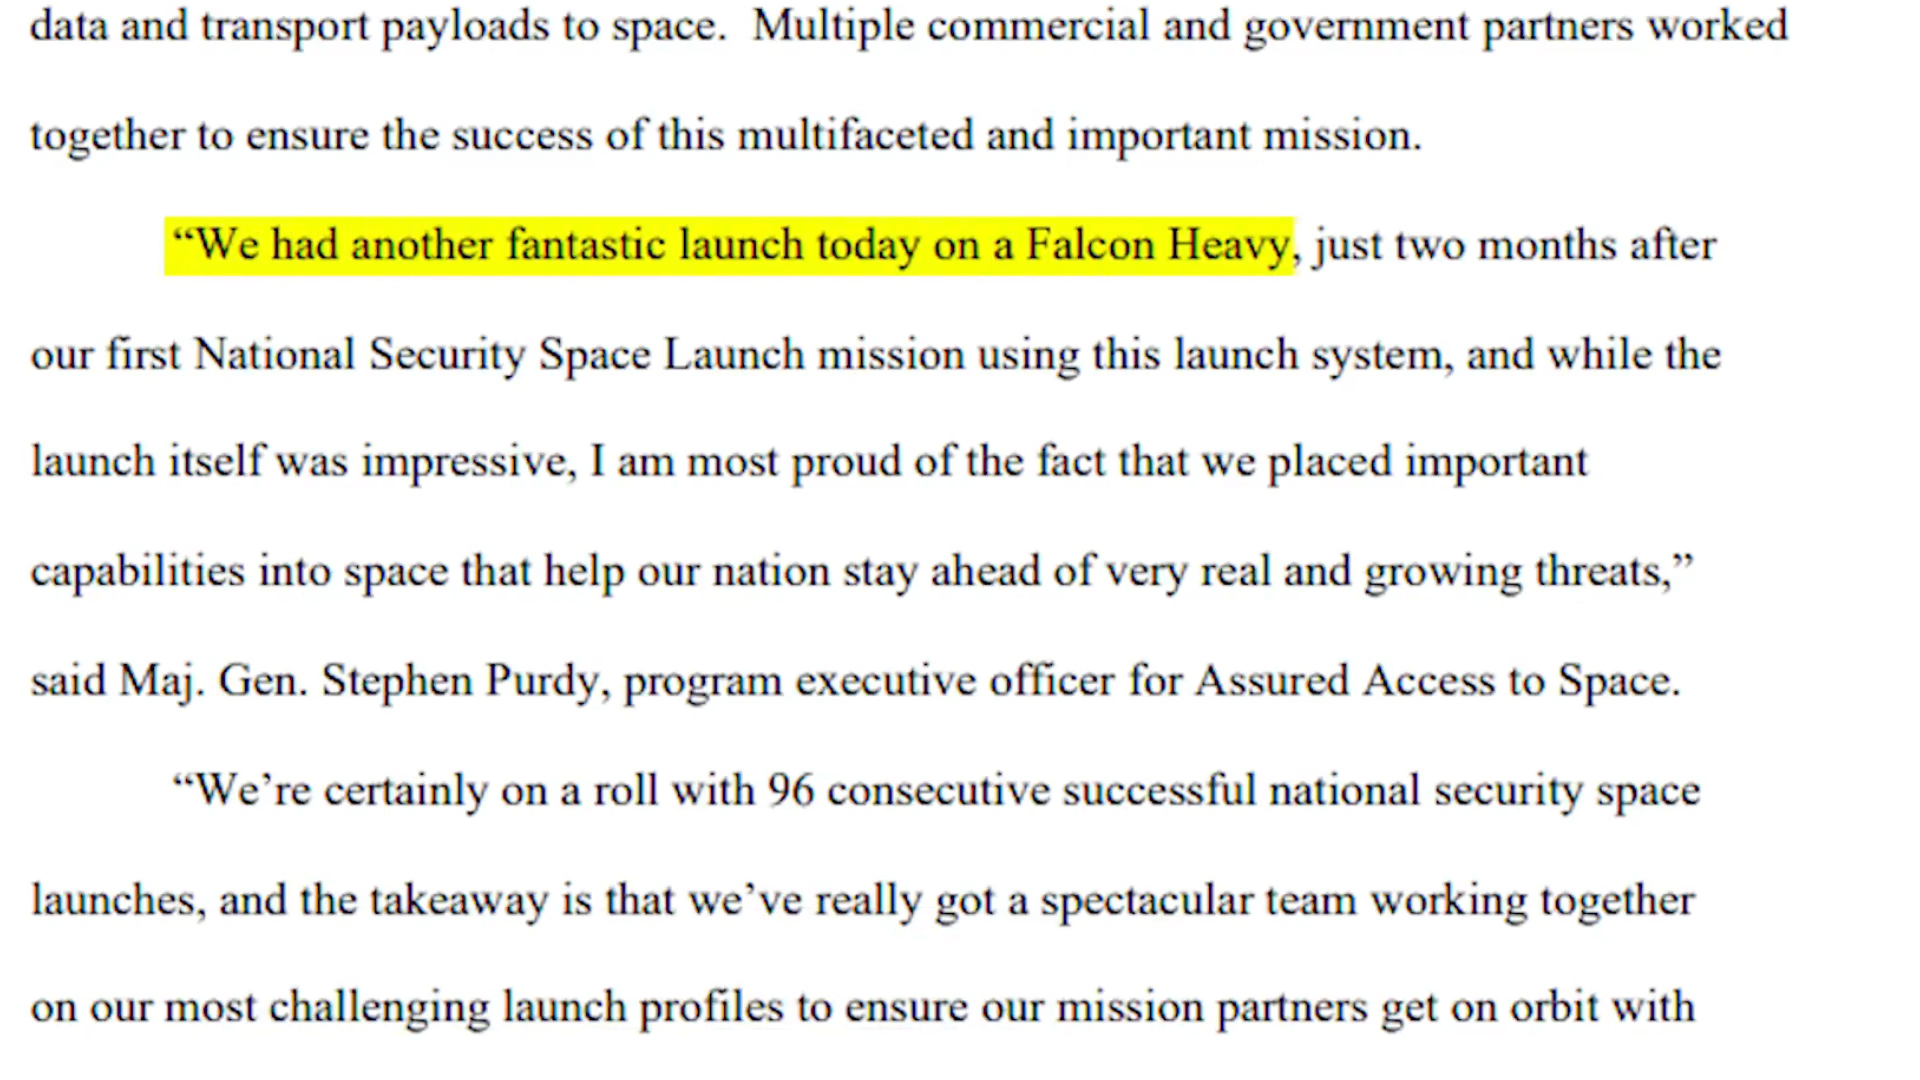 data and transport payloads to space.  Multiple commercial and government partners worked
together to ensure the success of this multifaceted and important mission.
“We had another fantastic launch today on a Falcon Heavy, just two months after
our first National Security Space Launch mission using this launch system, and while the
launch itself was impressive, I am most proud of the fact that we placed important
capabilities into space that help our nation stay ahead of very real and growing threats,”
said Maj. Gen. Stephen Purdy, program executive officer for Assured Access to Space.
“We’re certainly on a roll with 96 consecutive successful national security space
launches, and the takeaway is that we’ve really got a spectacular team working together
on our most challenging launch profiles to ensure our mission partners get on orbit with